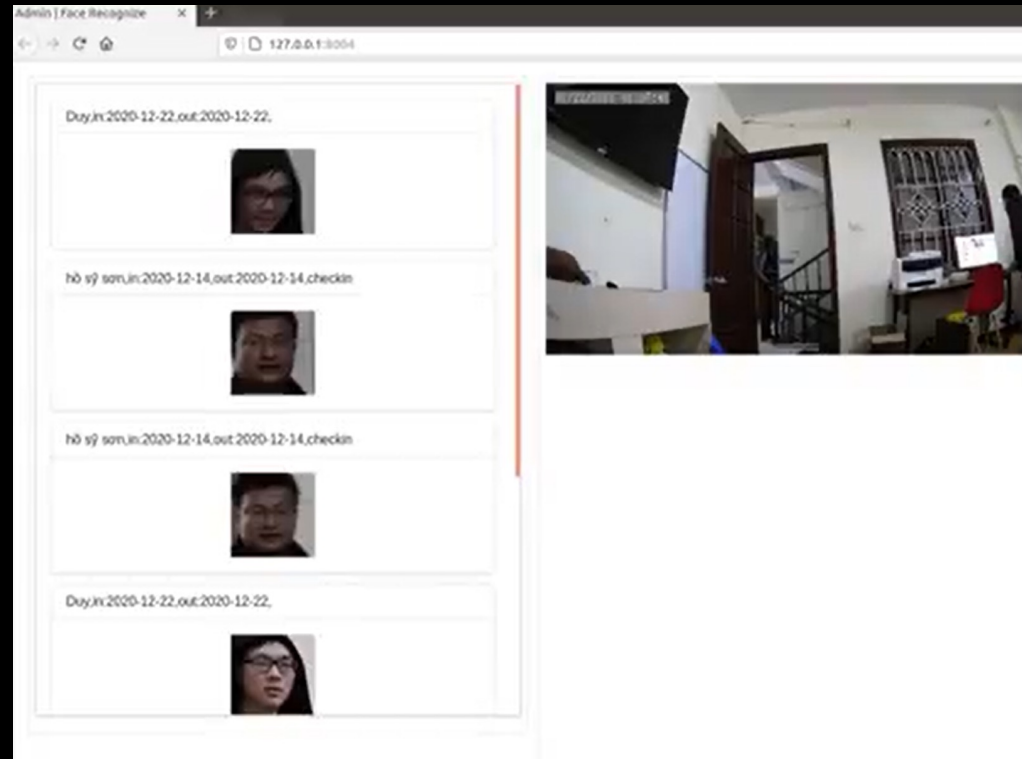 Admin | Face Recognize
127.0.0.1:8004
Duy,in:2020-12-22,out:2020-12-22,
hồ sỹ sơn,in:2020-12-14,out:2020-12-14,checkin
hồ sỹ sơn,in:2020-12-14,out:2020-12-14,checkin
Duy,in:2020-12-22,out:2020-12-22,